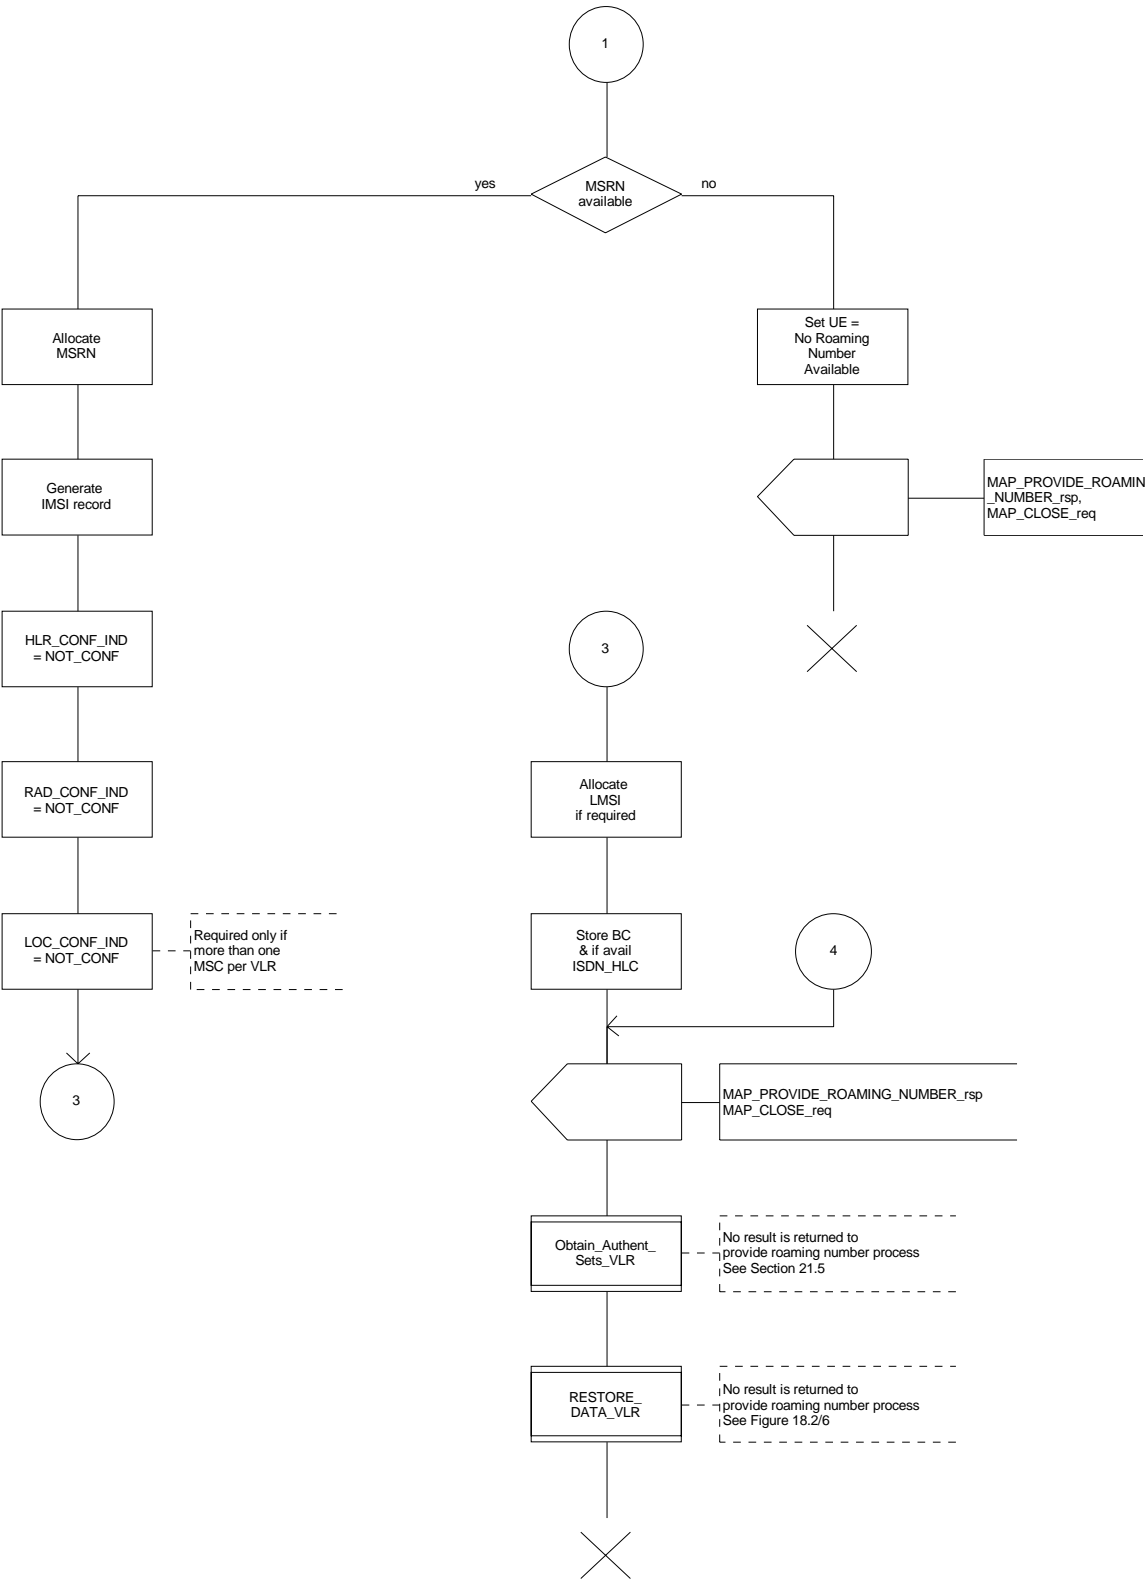 1
yes
MSRN
available
no
Allocate
MSRN
Set UE =
No Roaming
Number
Available
Generate
IMSI record
MAP_PROVIDE_ROAMIN
_NUMBER_rsp,
MAP_CLOSE_req
HLR_CONF_IND
= NOT_CONF
3
RAD_CONF_IND
= NOT_CONF
Allocate
LMSI
if required
LOC_CONF_IND
= NOT_CONF
Required only if
more than one
MSC per VLR
Store BC
& if avail
ISDN_HLC
4
3
MAP_PROVIDE_ROAMING_NUMBER_rsp
MAP_CLOSE_req
Obtain_Authent_
Sets_VLR
No result is returned to
provide roaming number process
See Section 21.5
RESTORE_
DATA_VLR
No result is returned to
provide roaming number process
See Figure 18.2/6